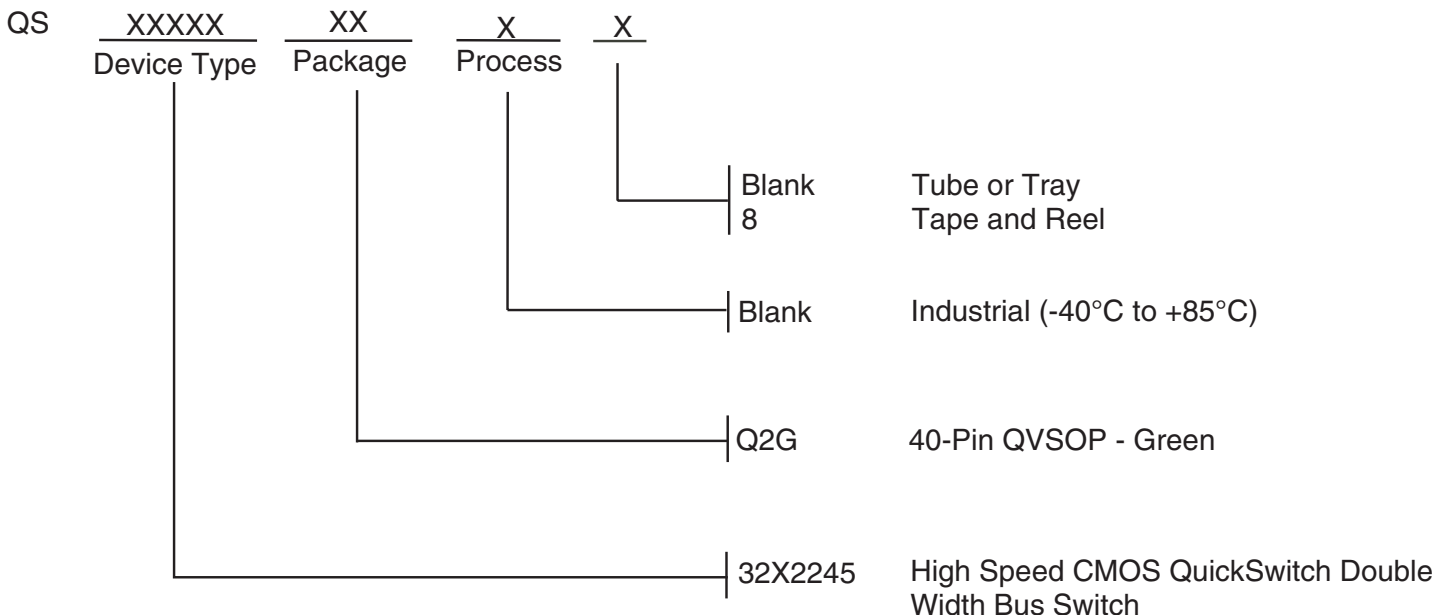 QS XXXXX XX X X
Device Type Package Process
Blank Tube or Tray
8 Tape and Reel
Blank Industrial (-40°C to +85°C)
Q2G 40-Pin QVSOP - Green
32X2245 High Speed CMOS QuickSwitch Double
Width Bus Switch